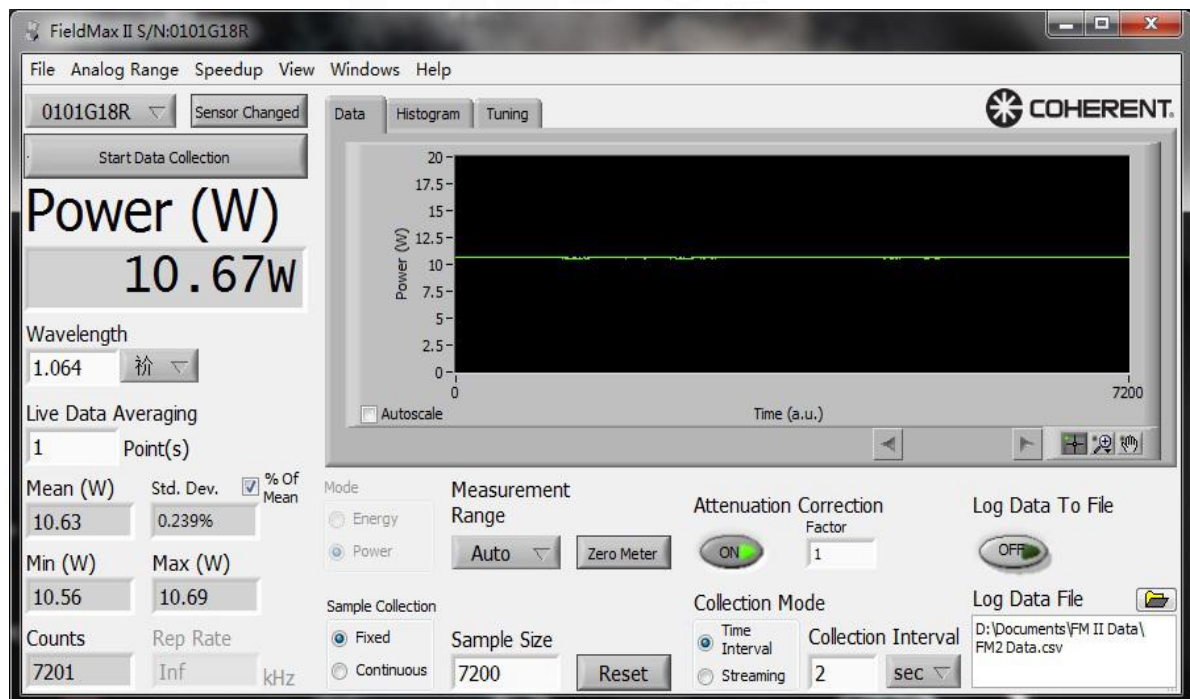 FieldMax II S/N:0101G18R
File Analog Range Speedup View Windows Help
0101G18R
Sensor Changed
Start Data Collection
Data Histogram Tuning
COHERENT.
Power (W)
10.67W
20
17.5
15
12.5
10
7.5
5
2.5
0
Power (W)
0
7200
Time (a.u.)
Autoscale
Wavelength
1.064 祄
Live Data Averaging
1 Point(s)
Mean (W)
10.63
Std. Dev.
% Of
Mean
0.239%
Min (W)
10.56
Max (W)
10.69
Counts
7201
Rep Rate
Inf kHz
Mode
Energy
Power
Measurement
Range
Auto
Zero Meter
Attenuation Correction
Factor
ON
1
Log Data To File
OFF
Sample Collection
Fixed
Continuous
Sample Size
7200
Reset
Collection Mode
Time
Interval
Streaming
Collection Interval
2 sec
Log Data File
D:\Documents\FM II Data\
FM2 Data.csv